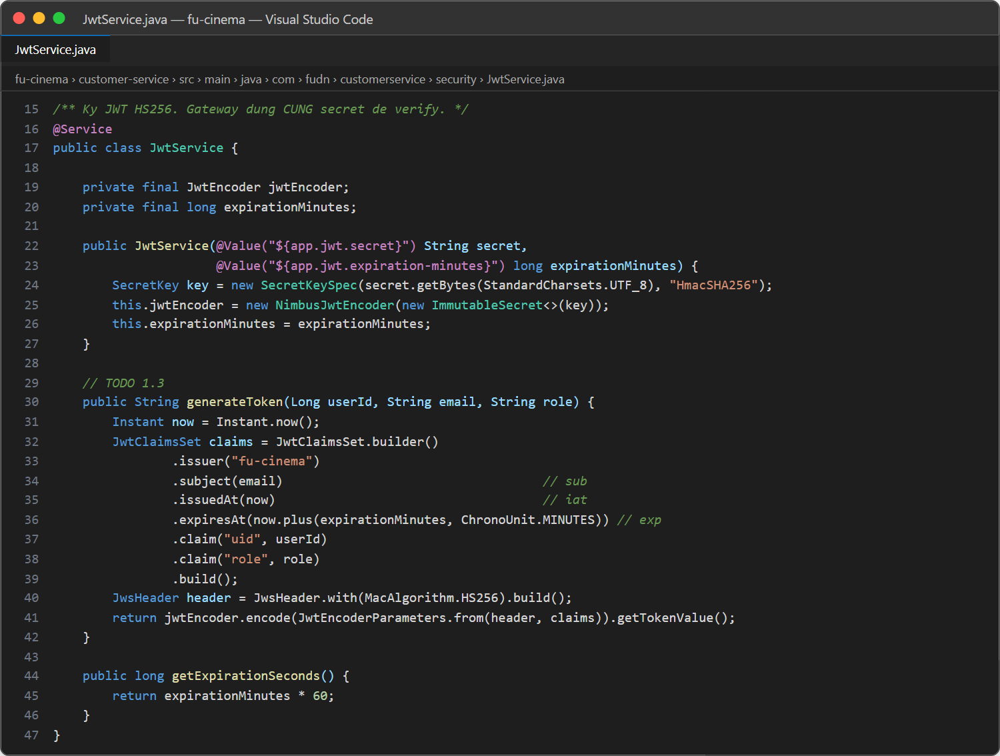 JwtService.java — fu-cinema — Visual Studio Code
JwtService.java
fu-cinema › customer-service › src › main › java › com › fudn › customerservice › security › JwtService.java
15 /** Ky JWT HS256. Gateway dung CUNG secret de verify. */
16 @Service
17 public class JwtService {
18
19     private final JwtEncoder jwtEncoder;
20     private final long expirationMinutes;
21
22     public JwtService(@Value("${app.jwt.secret}") String secret,
23                       @Value("${app.jwt.expiration-minutes}") long expirationMinutes) {
24         SecretKey key = new SecretKeySpec(secret.getBytes(StandardCharsets.UTF_8), "HmacSHA256");
25         this.jwtEncoder = new NimbusJwtEncoder(new ImmutableSecret<>(key));
26         this.expirationMinutes = expirationMinutes;
27     }
28
29     // TODO 1.3
30     public String generateToken(Long userId, String email, String role) {
31         Instant now = Instant.now();
32         JwtClaimsSet claims = JwtClaimsSet.builder()
33                 .issuer("fu-cinema")
34                 .subject(email)                                   // sub
35                 .issuedAt(now)                                    // iat
36                 .expiresAt(now.plus(expirationMinutes, ChronoUnit.MINUTES)) // exp
37                 .claim("uid", userId)
38                 .claim("role", role)
39                 .build();
40         JwsHeader header = JwsHeader.with(MacAlgorithm.HS256).build();
41         return jwtEncoder.encode(JwtEncoderParameters.from(header, claims)).getTokenValue();
42     }
43
44     public long getExpirationSeconds() {
45         return expirationMinutes * 60;
46     }
47 }